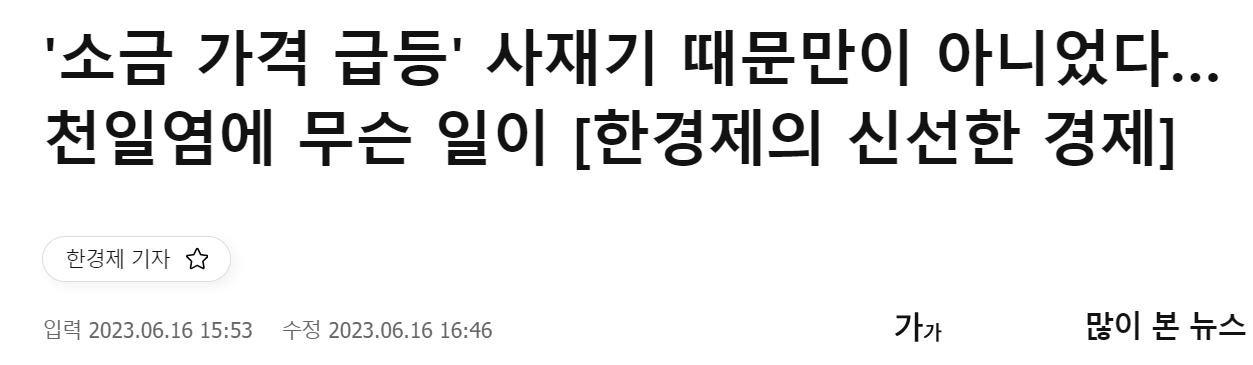 '소금 가격 급등' 사재기 때문만이 아니었다...
천일염에 무슨 일이 [한경제의 신선한 경제]
한경제 기자
입력 2023.06.16 15:53 수정 2023.06.16 16:46
가가
많이 본 뉴스